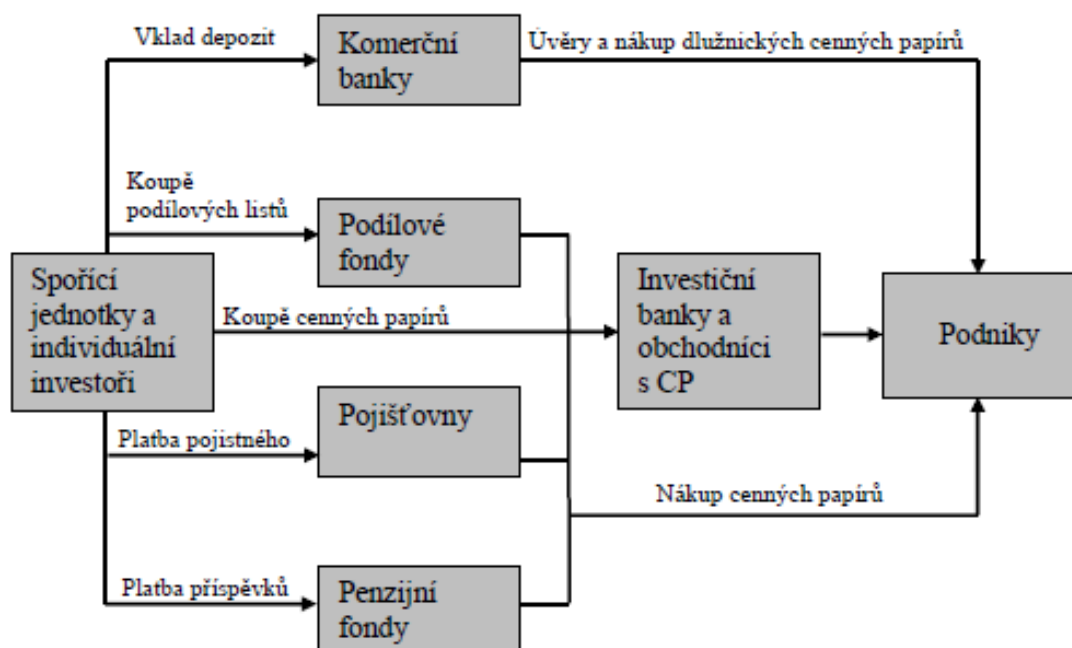 Vklad depozit
Komerční
banky
Úvěry a nákup dlužnických cenných papírů
Koupě
podílových listů
Podílové
fondy
Spořící
jednotky a
individuální
investoři
Koupě cenných papírů
Investiční
banky a
obchodníci
s CP
Podniky
Platba pojistného
Pojišťovny
Nákup cenných papírů
Platba příspěvků
Penzijní
fondy